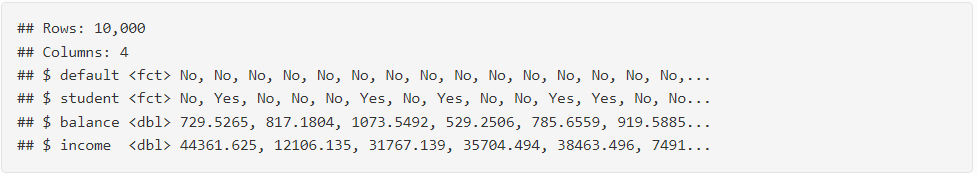 ## Rows: 10,000
## Columns: 4
## $ default <fct> No, No, No, No, No, No, No, No, No, No, No, No, No, No, No,...
## $ student <fct> No, Yes, No, No, No, Yes, No, Yes, No, No, Yes, Yes, No, No...
## $ balance <dbl> 729.5265, 817.1804, 1073.5492, 529.2506, 785.6559, 919.5885...
## $ income  <dbl> 44361.625, 12106.135, 31767.139, 35704.494, 38463.496, 7491...